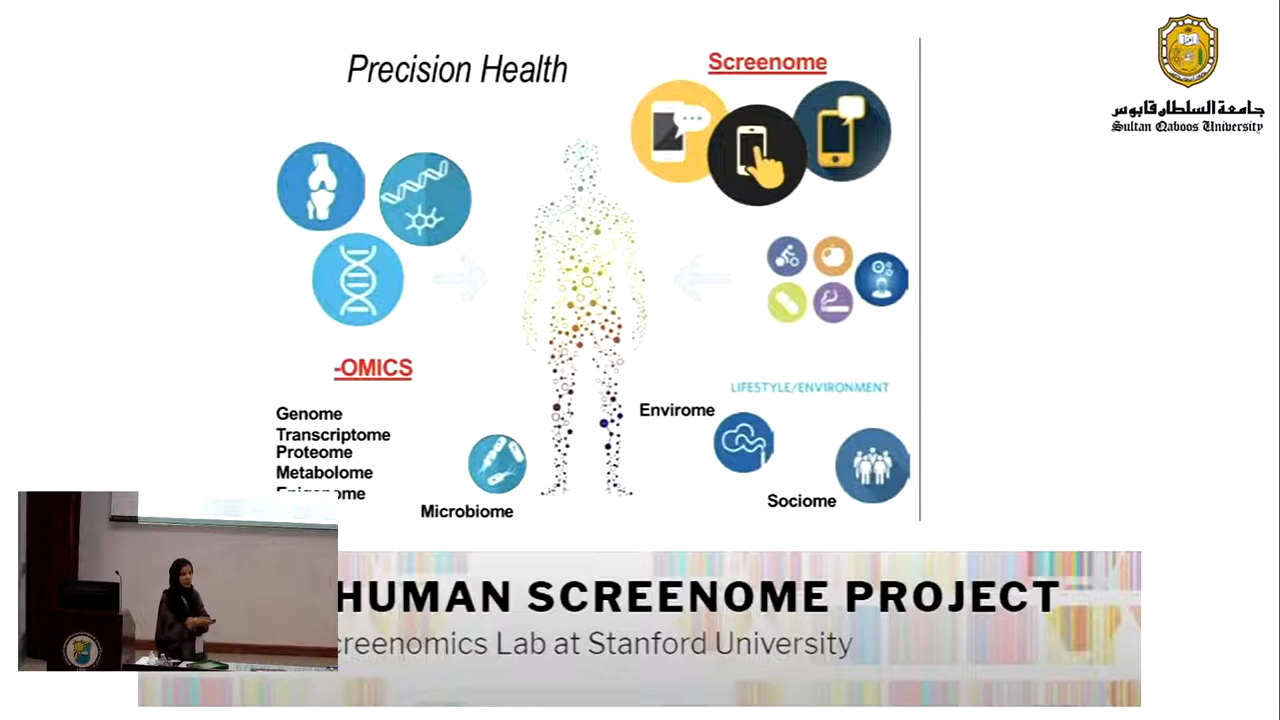 Precision Health
Screenome
جامعة السلطان قابوس
Sultan Qaboos University
-OMICS
Genome
Transcriptome
Proteome
Metabolome
Epigenome
Microbiome
LIFESTYLE/ENVIRONMENT
Envirome
Sociome
HUMAN SCREENOME PROJECT
creenomics Lab at Stanford University